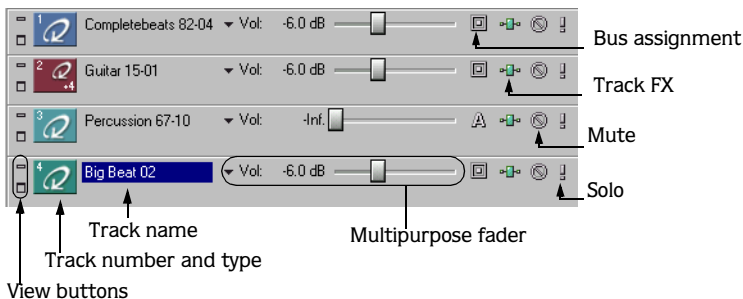 1 Completebeats 82-04 Vol: -6.0 dB
Bus assignment
2 +4 Guitar 15-01 Vol: -6.0 dB
Track FX
3 Percussion 67-10 Vol: -Inf. A
Mute
4 Big Beat 02 Vol: -6.0 dB
Solo
Track name
Multipurpose fader
Track number and type
View buttons